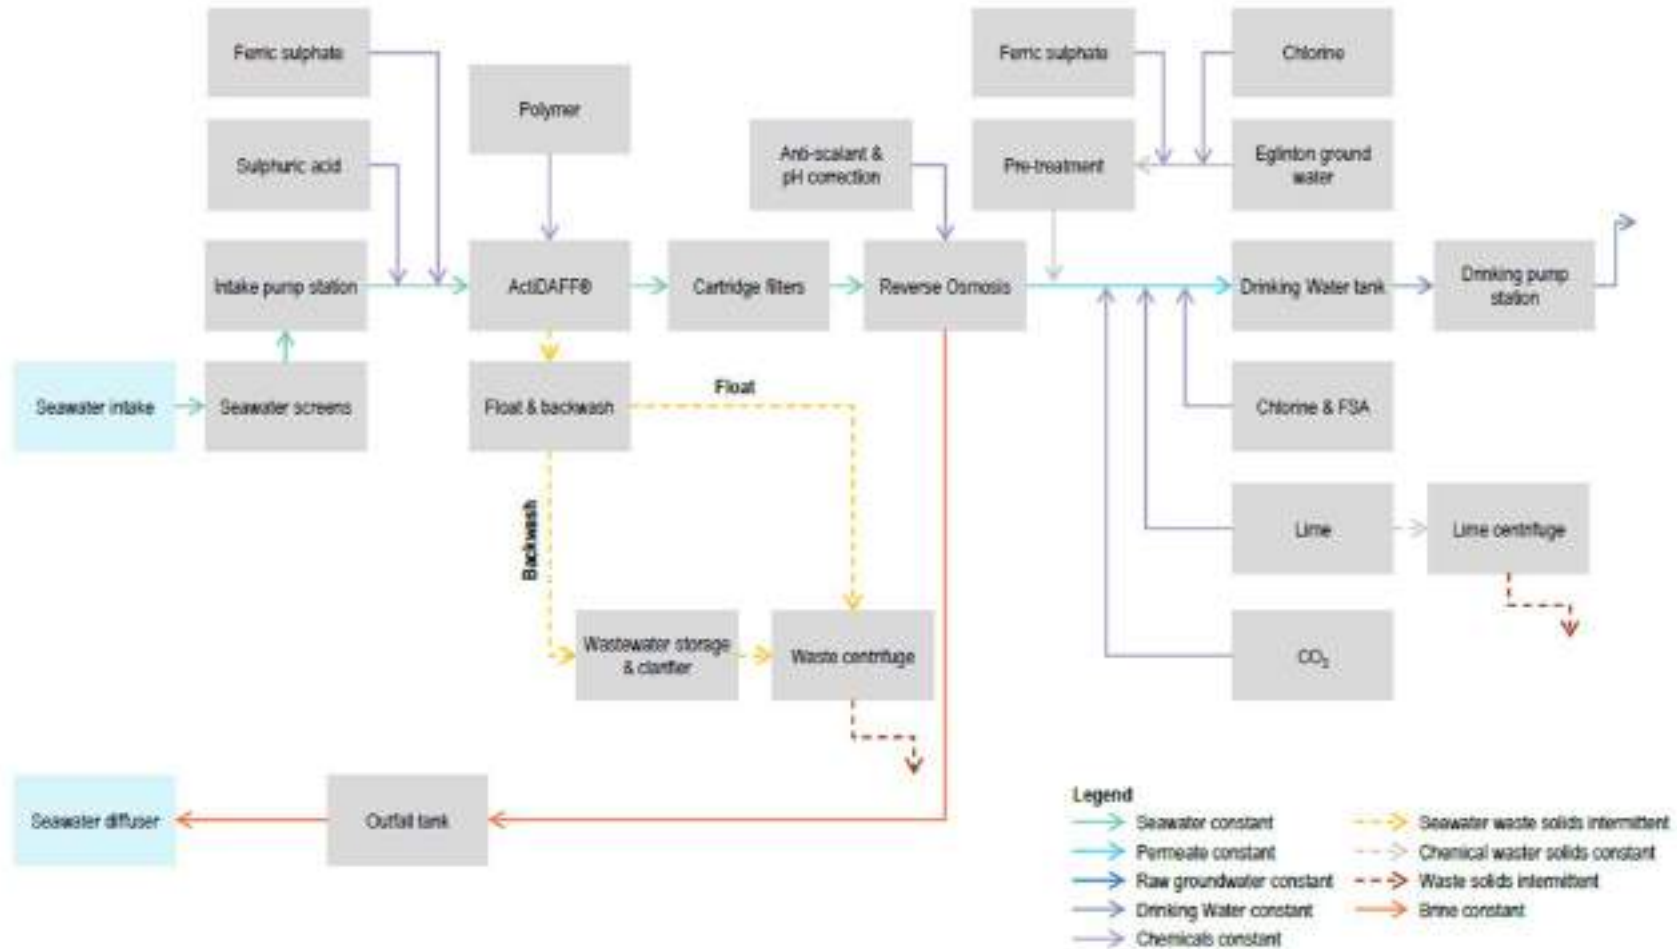 Ferric sulphate
Ferric sulphate
Chlorine
Polymer
Sulphuric acid
Anti-scalant &
pH correction
Pre-treatment
Eglinton ground
water
Intake pump station
ActiDAFF®
Cartridge filters
Reverse Osmosis
Drinking Water tank
Drinking pump
station
Seawater intake
Seawater screens
Float & backwash
Float
Chlorine & FSA
Backwash
Lime
Lime centrifuge
Wastewater storage
& clarifier
Waste centrifuge
CO2
Seawater diffuser
Outfall tank
Legend
Seawater constant
Permeate constant
Raw groundwater constant
Drinking Water constant
Chemicals constant
Seawater waste solids intermittent
Chemical waster solids constant
Waste solids intermittent
Brine constant